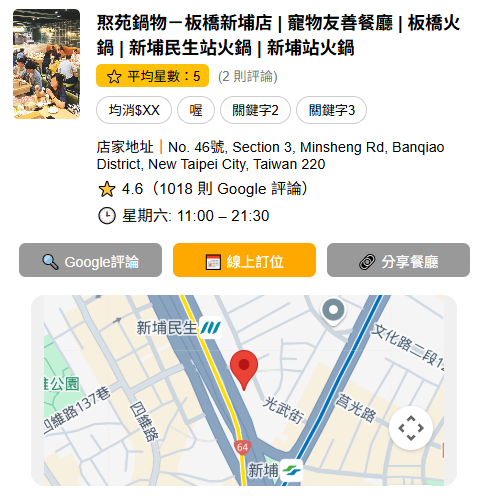 焣苑鍋物－板橋新埔店 | 寵物友善餐廳 | 板橋火
鍋 | 新埔民生站火鍋 | 新埔站火鍋
平均星數：5
(2 則評論)
均消$XX
喔
關鍵字2
關鍵字3
店家地址｜No. 46號, Section 3, Minsheng Rd, Banqiao
District, New Taipei City, Taiwan 220
4.6（1018 則 Google 評論）
星期六: 11:00 – 21:30
Google評論
線上訂位
分享餐廳
新埔民生
文化路二段12
維公園
四維路137巷
四維路
光武街
莒光路
64
新埔